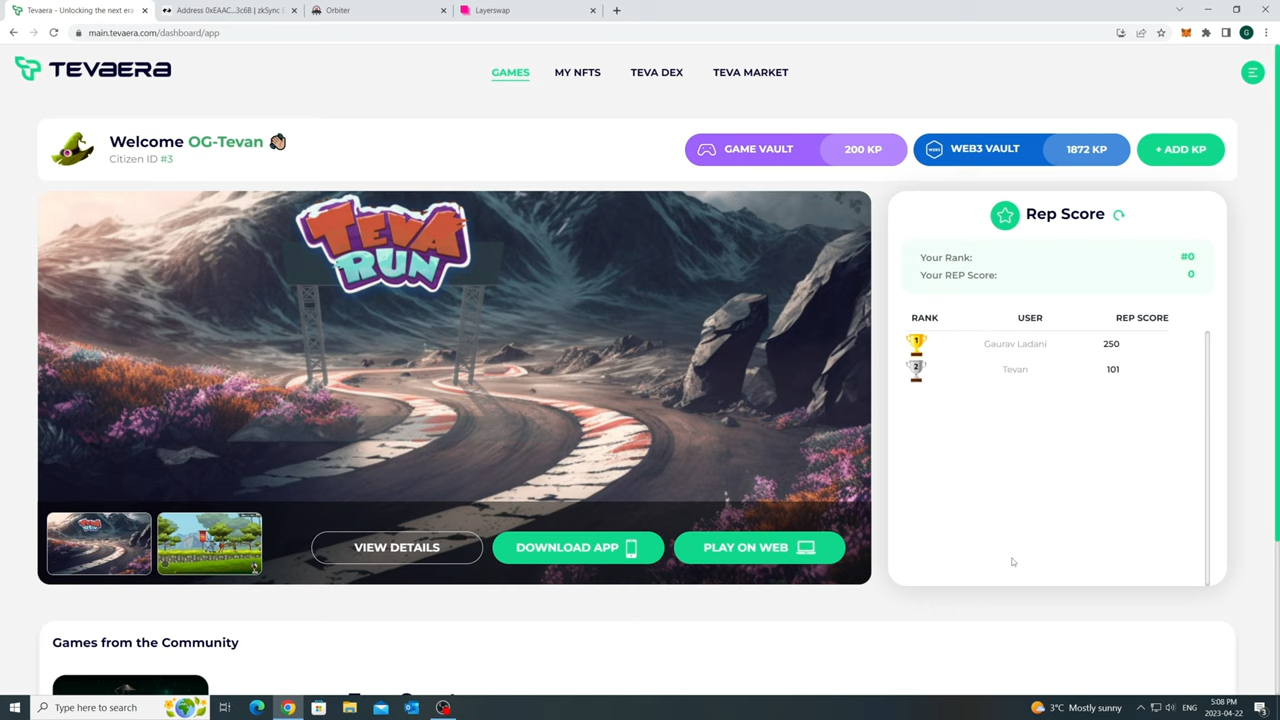 Tevaera - Unlocking the next era
Address 0xEAAC...3c6B | zkSync E
Orbiter
Layerswap
main.tevaera.com/dashboard/app
G
TEVAERA
GAMES
MY NFTS
TEVA DEX
TEVA MARKET
Welcome OG-Tevan
Citizen ID #3
GAME VAULT
200 KP
WEB3
WEB3 VAULT
1872 KP
+ ADD KP
TEVA
RUN
VIEW DETAILS
DOWNLOAD APP
PLAY ON WEB
Rep Score
Your Rank:
#0
Your REP Score:
0
RANK
USER
REP SCORE
1
Gaurav Ladani
250
2
Tevan
101
Games from the Community
Type here to search
3°C Mostly sunny
ENG
5:08 PM
2023-04-22
3